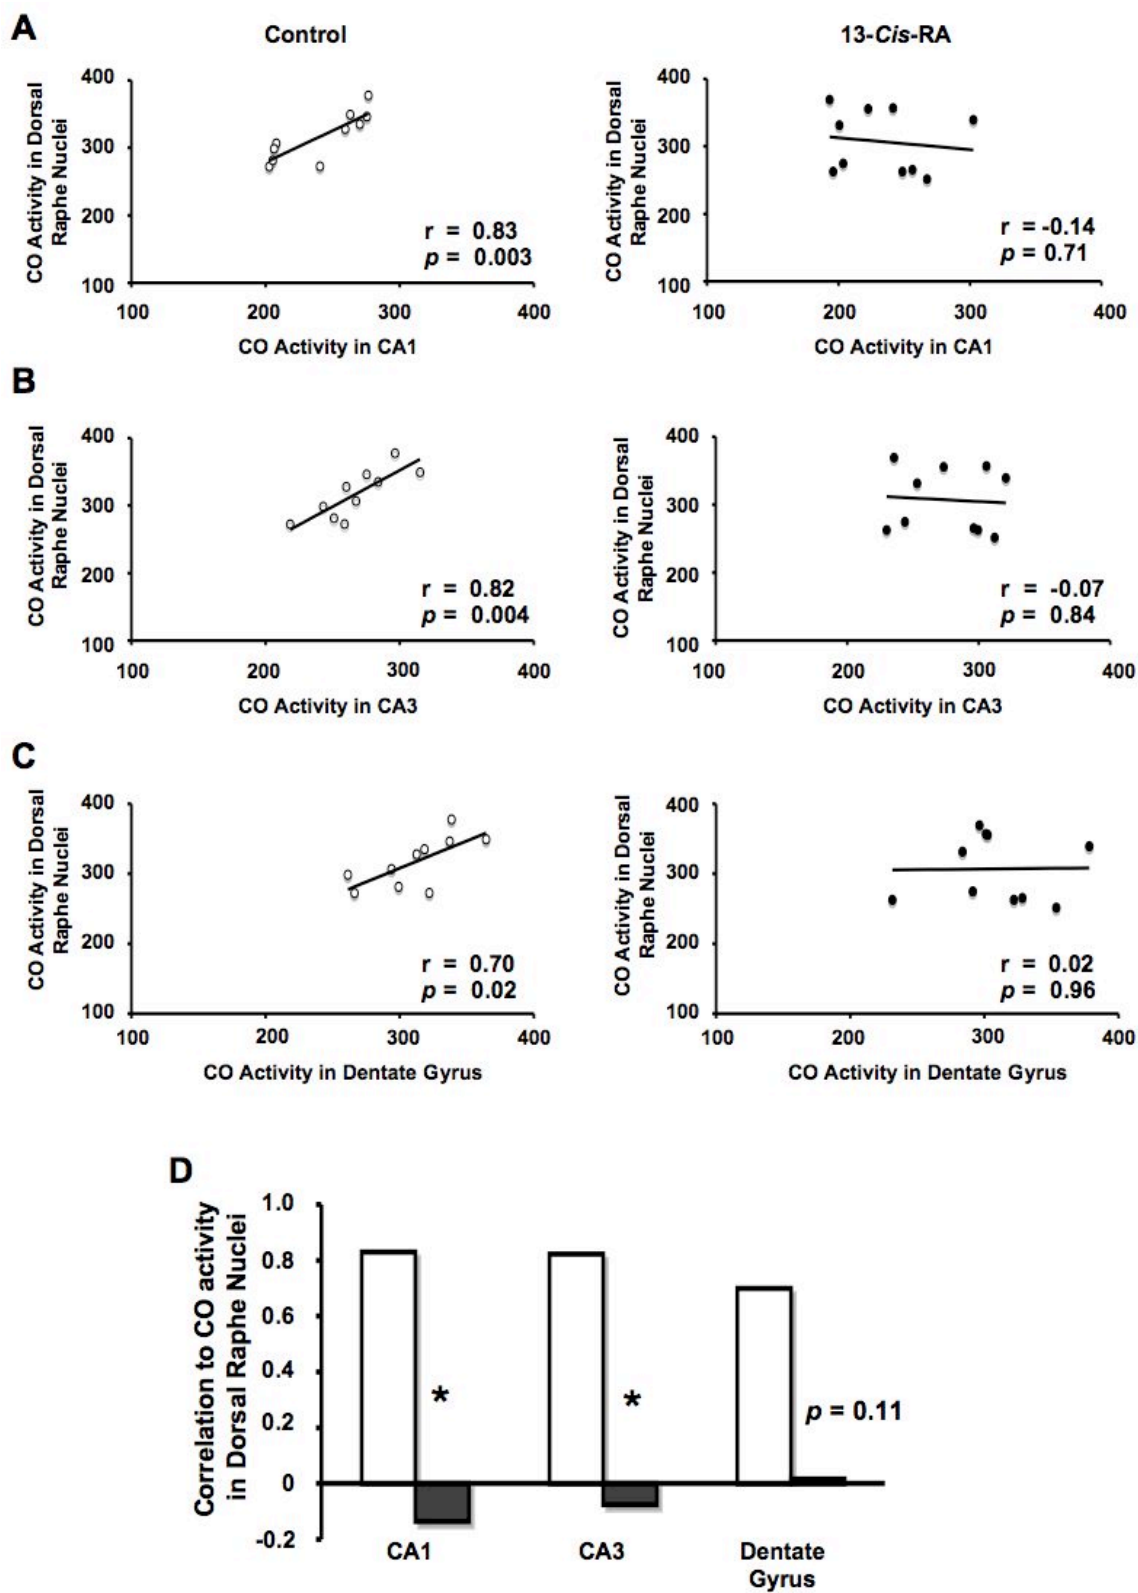 A
Control
13-Cis-RA
CO Activity in Dorsal
Raphe Nuclei
400
300
200
100
r = 0.83
p = 0.003
100 200 300 400
CO Activity in CA1
CO Activity in Dorsal
Raphe Nuclei
400
300
200
100
r = -0.14
p = 0.71
100 200 300 400
CO Activity in CA1
B
CO Activity in Dorsal
Raphe Nuclei
400
300
200
100
r = 0.82
p = 0.004
100 200 300 400
CO Activity in CA3
CO Activity in Dorsal
Raphe Nuclei
400
300
200
100
r = -0.07
p = 0.84
100 200 300 400
CO Activity in CA3
C
CO Activity in Dorsal
Raphe Nuclei
400
300
200
100
r = 0.70
p = 0.02
100 200 300 400
CO Activity in Dentate Gyrus
CO Activity in Dorsal
Raphe Nuclei
400
300
200
100
r = 0.02
p = 0.96
100 200 300 400
CO Activity in Dentate Gyrus
D
Correlation to CO activity
in Dorsal Raphe Nuclei
1.0
0.8
0.6
0.4
0.2
0
-0.2
*
*
p = 0.11
CA1
CA3
Dentate
Gyrus